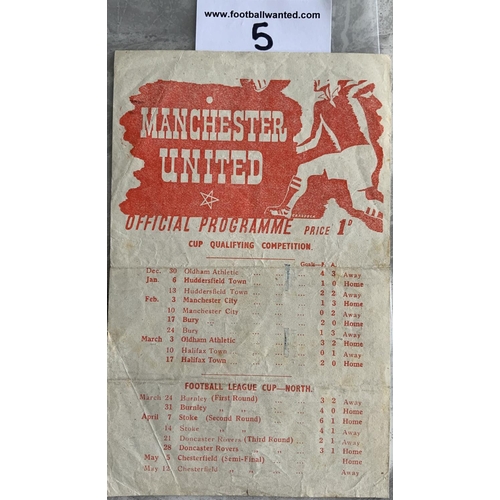 www.footballwanted.com
5
MANCHESTER
UNITED
OFFICIAL PROGRAMME PRICE 1D
CUP QUALIFYING COMPETITION
Goals—F. A.
Dec. 30 Oldham Athletic ... 4 3 Away
Jan. 6 Huddersfield Town ... 1 0 Home
13 Huddersfield Town ... 2 2 Away
Feb. 3 Manchester City ... 1 3 Home
10 Manchester City ... 0 2 Away
17 Bury ... 2 0 Home
24 Bury ... 1 3 Away
March 3 Oldham Athletic ... 3 2 Home
10 Halifax Town ... 0 1 Away
17 Halifax Town ... 2 0 Home
FOOTBALL LEAGUE CUP—NORTH.
March 24 Burnley (First Round) 3 2 Away
31 Burnley " " 4 0 Home
April 7 Stoke (Second Round) 6 1 Home
14 Stoke " " 4 1 Away
21 Doncaster Rovers (Third Round) .. 2 1 Away
28 Doncaster Rovers " " 3 1 Home
May 5 Chesterfield (Semi-Final) Home
May 12 Chesterfield " Away